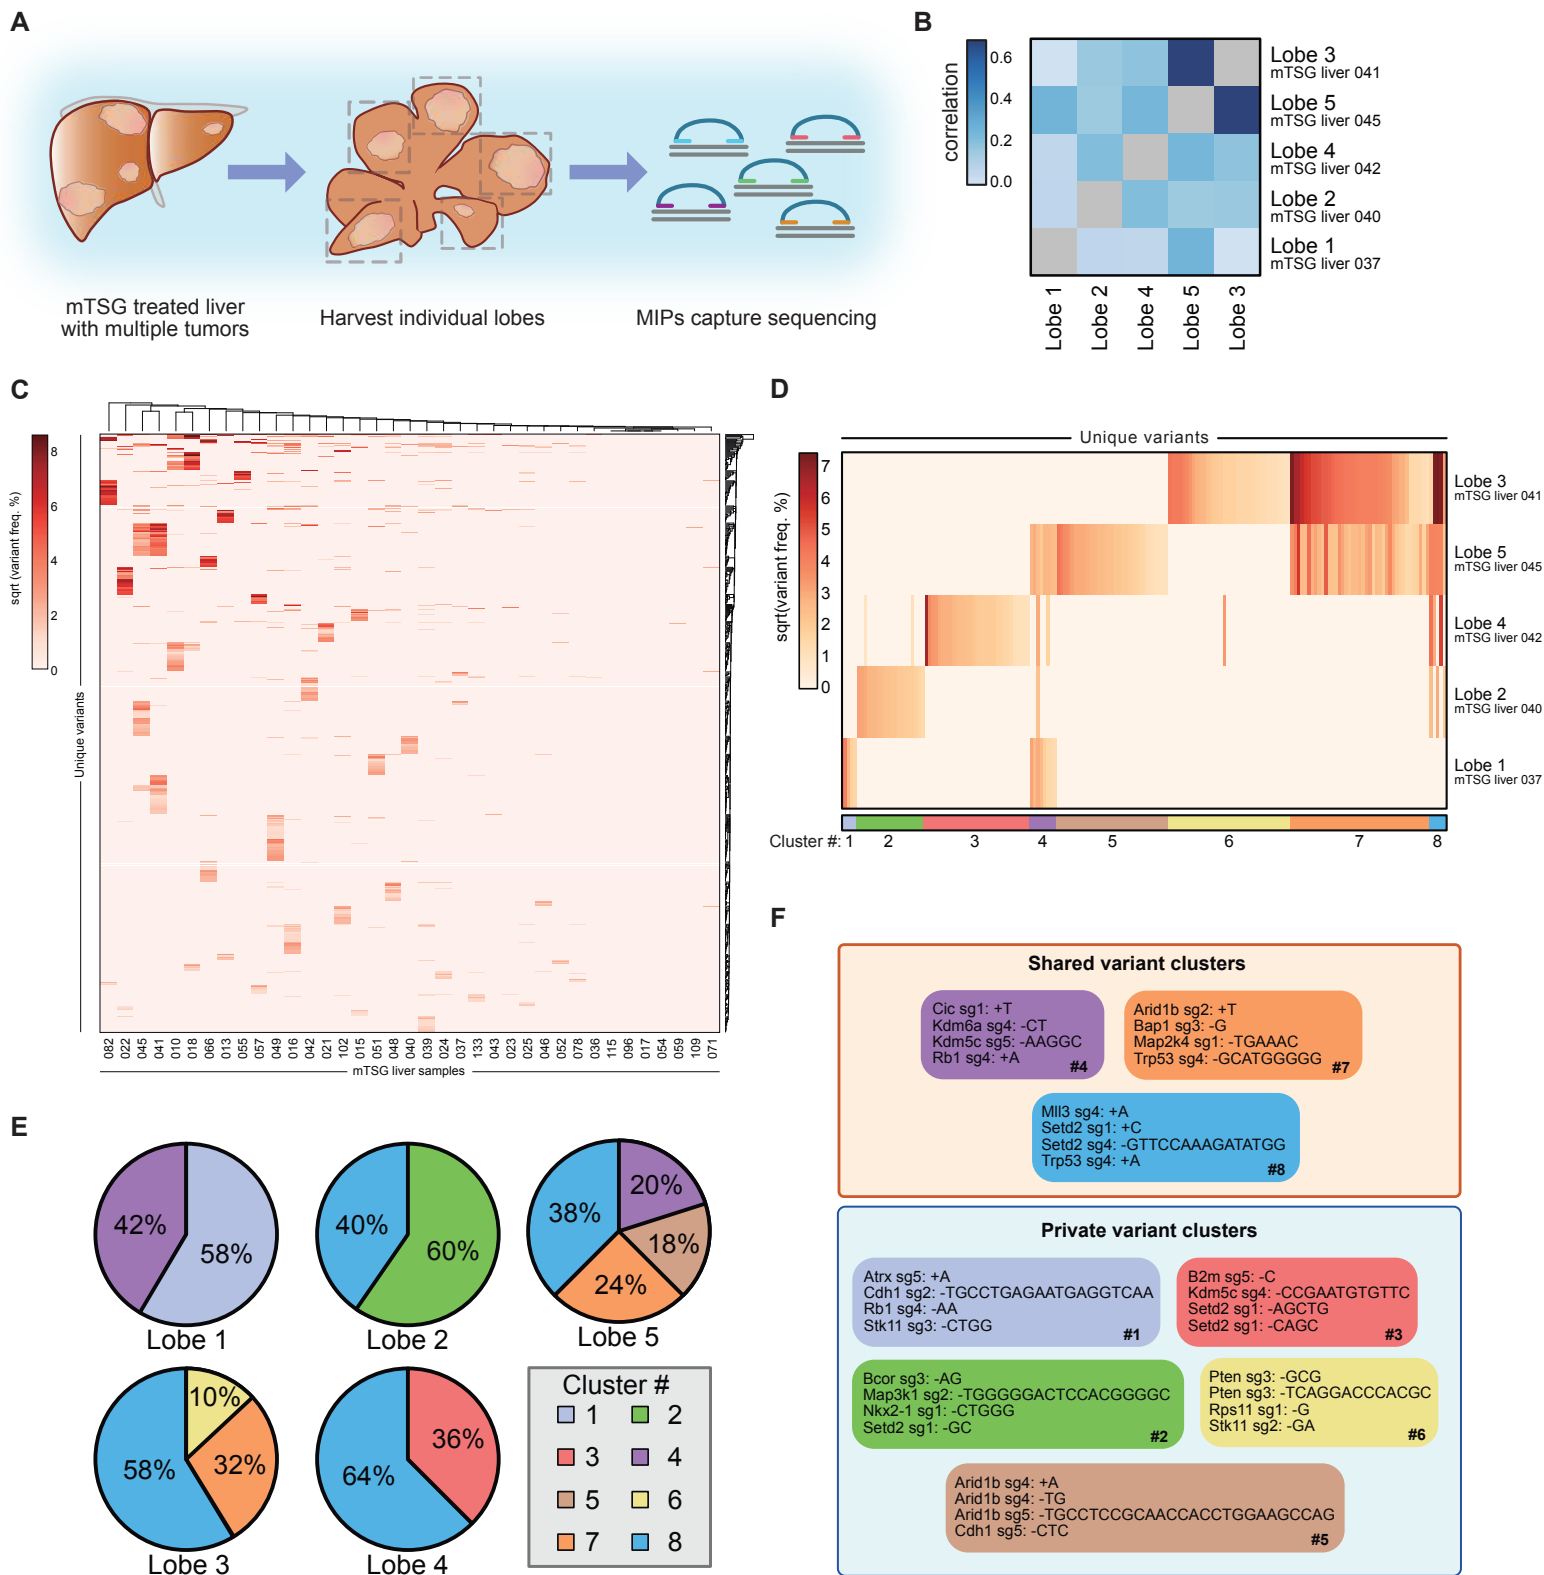 A
mTSG treated liver
with multiple tumors
Harvest individual lobes
MIPs capture sequencing
B
correlation
0.6
0.4
0.2
0.0
Lobe 3
mTSG liver 041
Lobe 5
mTSG liver 045
Lobe 4
mTSG liver 042
Lobe 2
mTSG liver 040
Lobe 1
mTSG liver 037
Lobe 1
Lobe 2
Lobe 4
Lobe 5
Lobe 3
C
sqrt (variant freq. %)
8
6
4
2
0
Unique variants
082 022 045 041 010 018 066 013 055 057 049 016 042 021 102 015 051 048 040 039 024 037 133 043 023 025 046 052 078 036 115 096 017 054 059 109 071
mTSG liver samples
D
Unique variants
sqrt(variant freq. %)
7
6
5
4
3
2
1
0
Lobe 3
mTSG liver 041
Lobe 5
mTSG liver 045
Lobe 4
mTSG liver 042
Lobe 2
mTSG liver 040
Lobe 1
mTSG liver 037
Cluster #: 1 2 3 4 5 6 7 8
E
42%
58%
Lobe 1
40%
60%
Lobe 2
38%
20%
18%
24%
Lobe 5
10%
58%
32%
Lobe 3
36%
64%
Lobe 4
Cluster #
1 2
3 4
5 6
7 8
F
Shared variant clusters
Cic sg1: +T
Kdm6a sg4: -CT
Kdm5c sg5: -AAGGC
Rb1 sg4: +A
#4
Arid1b sg2: +T
Bap1 sg3: -G
Map2k4 sg1: -TGAAAC
Trp53 sg4: -GCATGGGGG
#7
Mll3 sg4: +A
Setd2 sg1: +C
Setd2 sg4: -GTTCCAAAGATATGG
Trp53 sg4: +A
#8
Private variant clusters
Atrx sg5: +A
Cdh1 sg2: -TGCCTGAGAATGAGGTCAA
Rb1 sg4: -AA
Stk11 sg3: -CTGG
#1
B2m sg5: -C
Kdm5c sg4: -CCGAATGTGTTC
Setd2 sg1: -AGCTG
Setd2 sg1: -CAGC
#3
Bcor sg3: -AG
Map3k1 sg2: -TGGGGGACTCCACGGGGC
Nkx2-1 sg1: -CTGGG
Setd2 sg1: -GC
#2
Pten sg3: -GCG
Pten sg3: -TCAGGACCCACGC
Rps11 sg1: -G
Stk11 sg2: -GA
#6
Arid1b sg4: +A
Arid1b sg4: -TG
Arid1b sg5: -TGCCTCCGCAACCACCTGGAAGCCAG
Cdh1 sg5: -CTC
#5